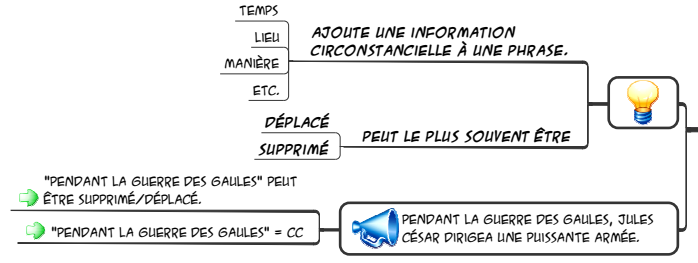 TEMPS
LIEU
MANIÈRE
ETC.
AJOUTE UNE INFORMATION
CIRCONSTANCIELLE À UNE PHRASE.
DÉPLACÉ
SUPPRIMÉ
PEUT LE PLUS SOUVENT ÊTRE
"PENDANT LA GUERRE DES GAULES" PEUT
ÊTRE SUPPRIMÉ/DÉPLACÉ.
"PENDANT LA GUERRE DES GAULES" = CC
PENDANT LA GUERRE DES GAULES, JULES
CÉSAR DIRIGEA UNE PUISSANTE ARMÉE.